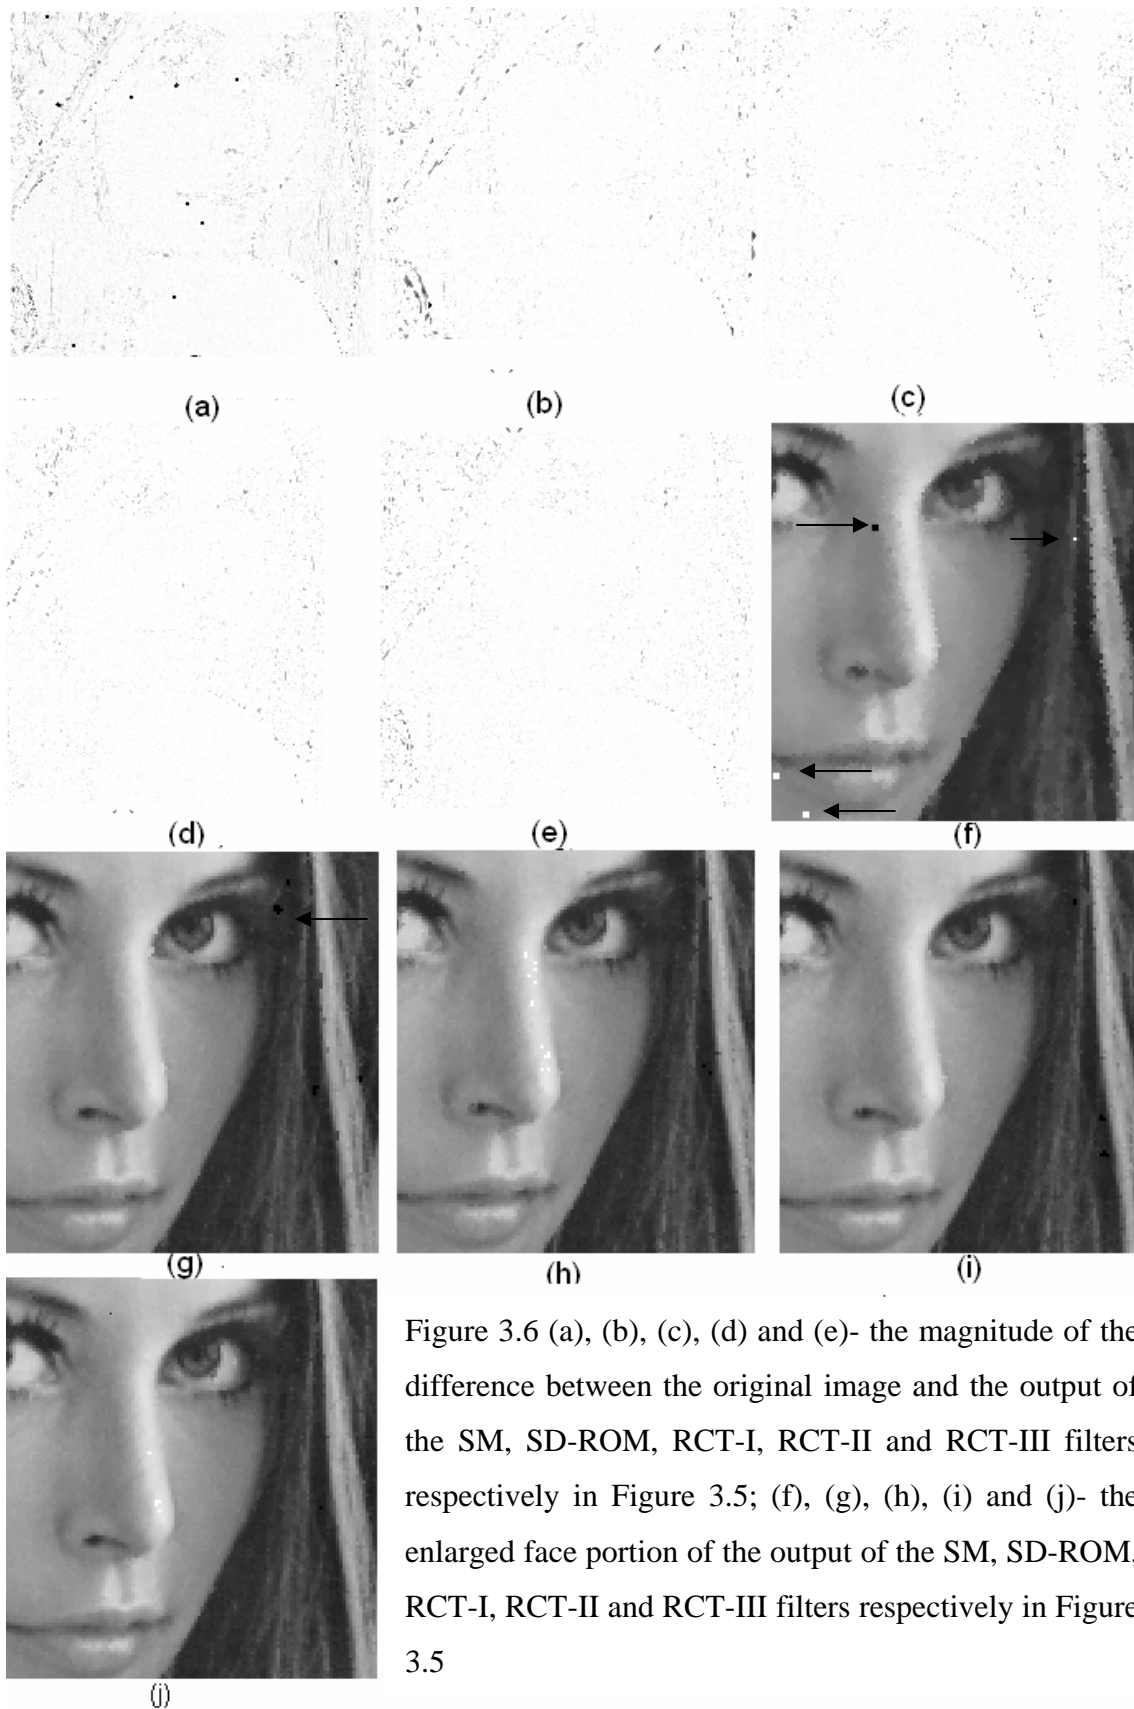 (a)
(b)
(c)
(d)
(e)
(f)
(g)
(h)
(i)
(j)
Figure 3.6 (a), (b), (c), (d) and (e)- the magnitude of the
difference between the original image and the output of
the SM, SD-ROM, RCT-I, RCT-II and RCT-III filters
respectively in Figure 3.5; (f), (g), (h), (i) and (j)- the
enlarged face portion of the output of the SM, SD-ROM,
RCT-I, RCT-II and RCT-III filters respectively in Figure
3.5